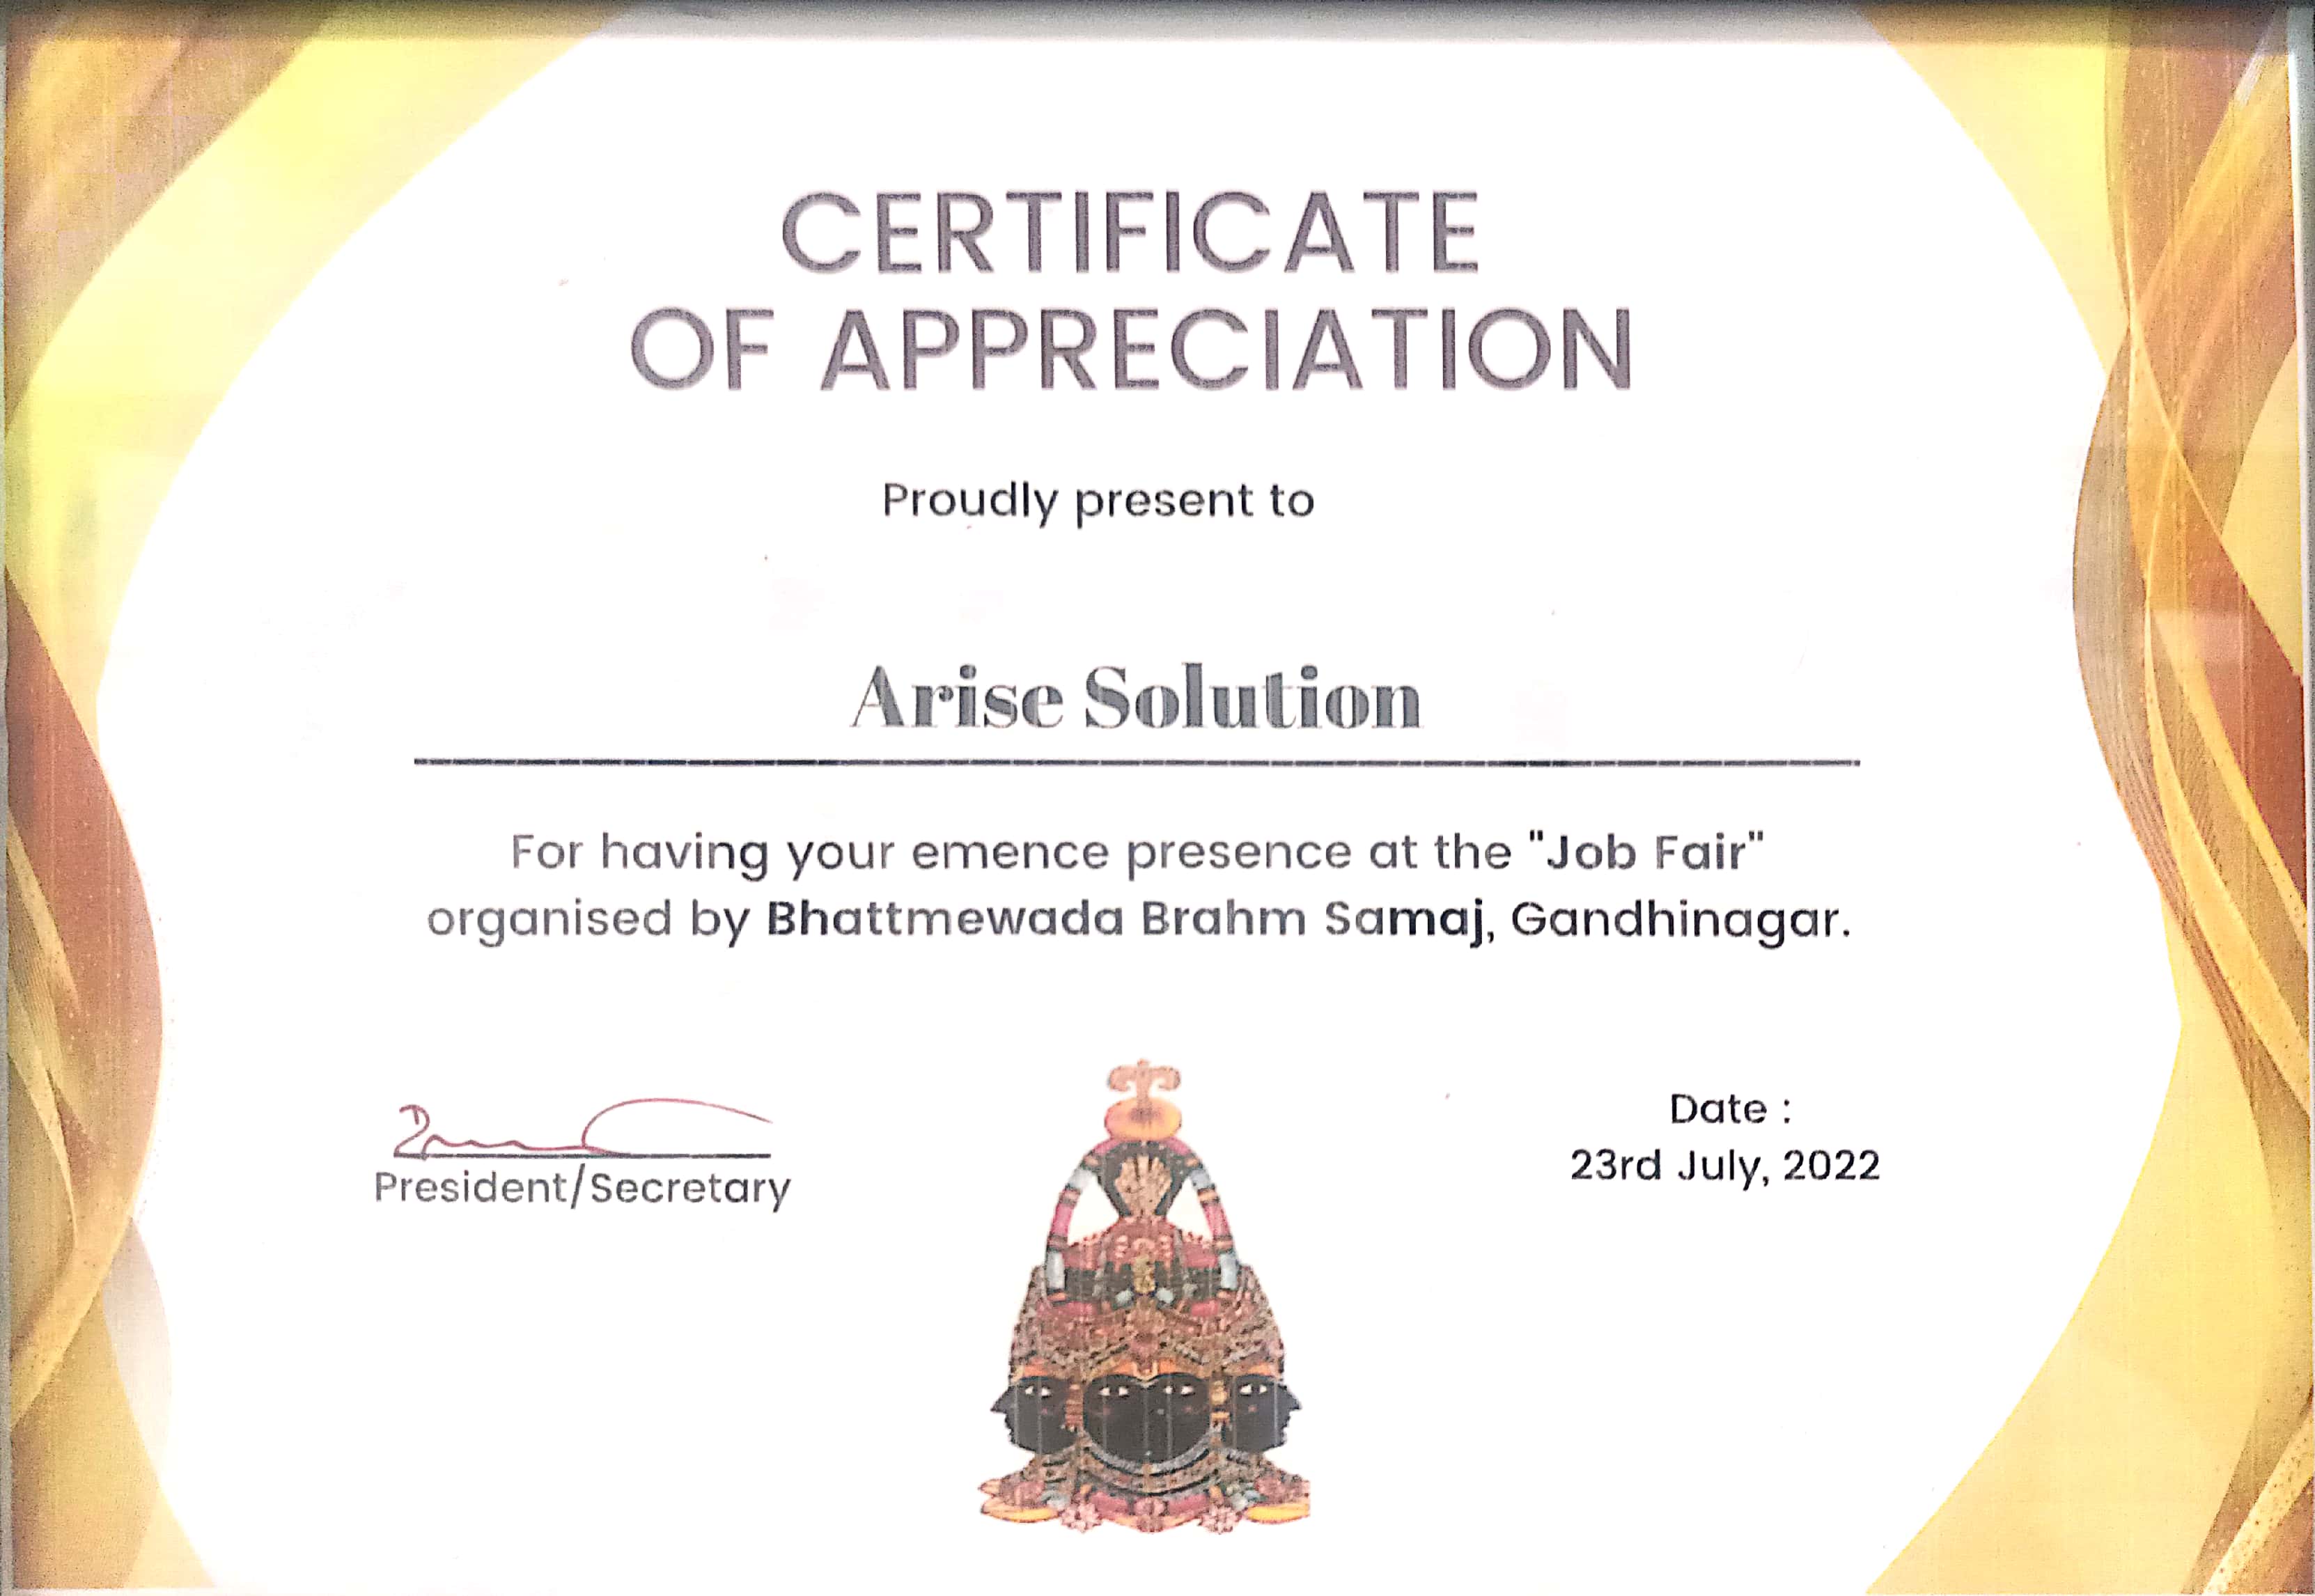 CERTIFICATE
OF APPRECIATION
Proudly present to
Arise Solution
For having your emence presence at the "Job Fair"
organised by Bhattmewada Brahm Samaj, Gandhinagar.
President/Secretary
Date :
23rd July, 2022